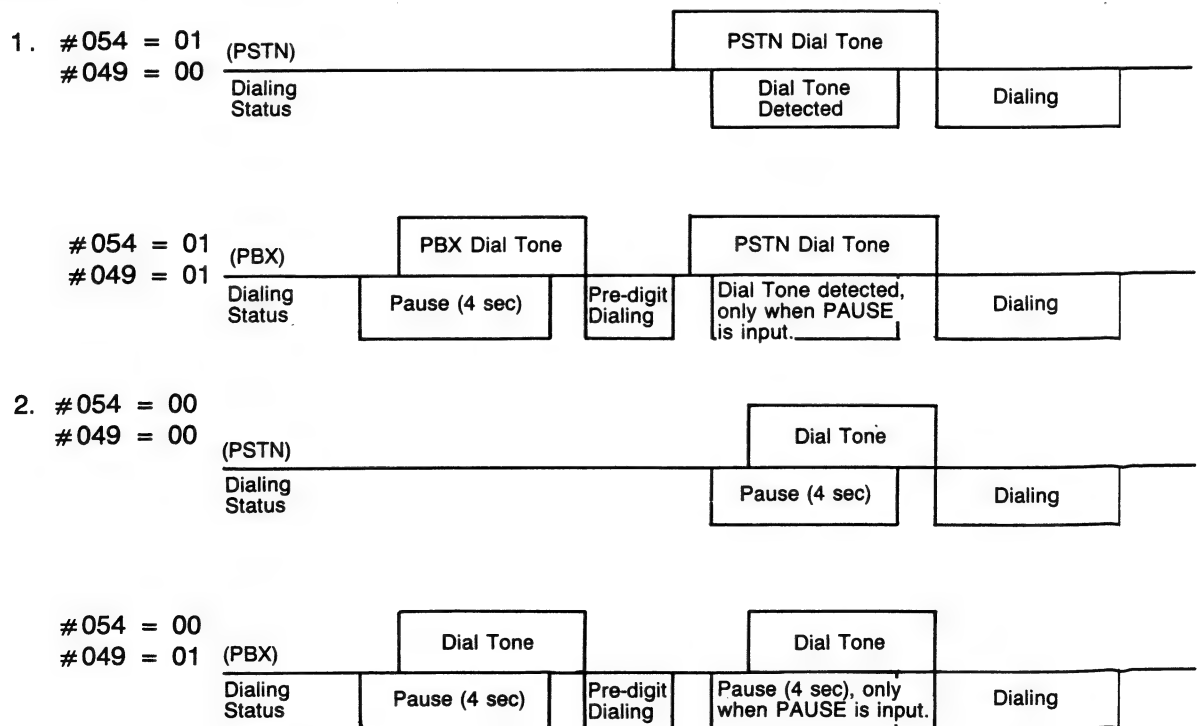 1. #054 = 01 (PSTN)
#049 = 00
PSTN Dial Tone
Dialing
Status
Dial Tone
Detected
Dialing
#054 = 01 (PBX)
#049 = 01
PBX Dial Tone
PSTN Dial Tone
Dialing
Status
Pause (4 sec)
Pre-digit
Dialing
Dial Tone detected,
only when PAUSE
is input.
Dialing
2. #054 = 00
#049 = 00
(PSTN)
Dial Tone
Dialing
Status
Pause (4 sec)
Dialing
#054 = 00
#049 = 01 (PBX)
Dial Tone
Dial Tone
Dialing
Status
Pause (4 sec)
Pre-digit
Dialing
Pause (4 sec), only
when PAUSE is input.
Dialing